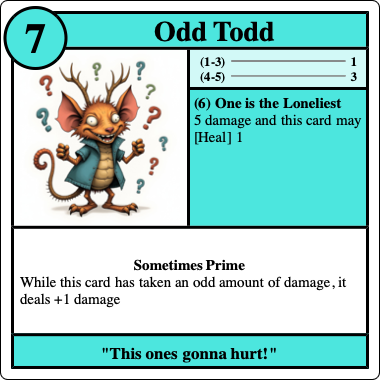 7
Odd Todd
(1-3) 1
(4-5) 3
(6) One is the Loneliest
5 damage and this card may
[Heal] 1
? ? ? ? ? ? ? ? ?
Sometimes Prime
While this card has taken an odd amount of damage, it
deals +1 damage
"This ones gonna hurt!"